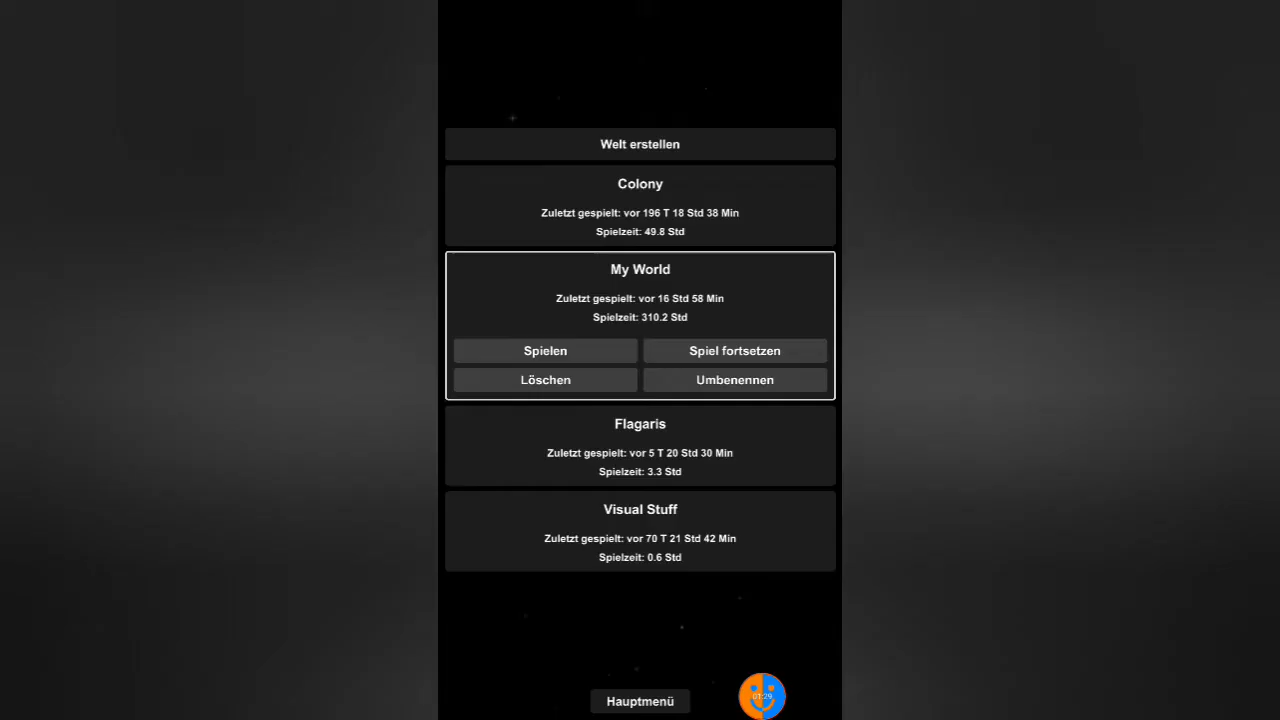 Welt erstellen
Colony
Zuletzt gespielt: vor 196 T 18 Std 38 Min
Spielzeit: 49.8 Std
My World
Zuletzt gespielt: vor 16 Std 58 Min
Spielzeit: 310.2 Std
Spielen
Spiel fortsetzen
Löschen
Umbenennen
Flagaris
Zuletzt gespielt: vor 5 T 20 Std 30 Min
Spielzeit: 3.3 Std
Visual Stuff
Zuletzt gespielt: vor 70 T 21 Std 42 Min
Spielzeit: 0.6 Std
Hauptmenü
01:29